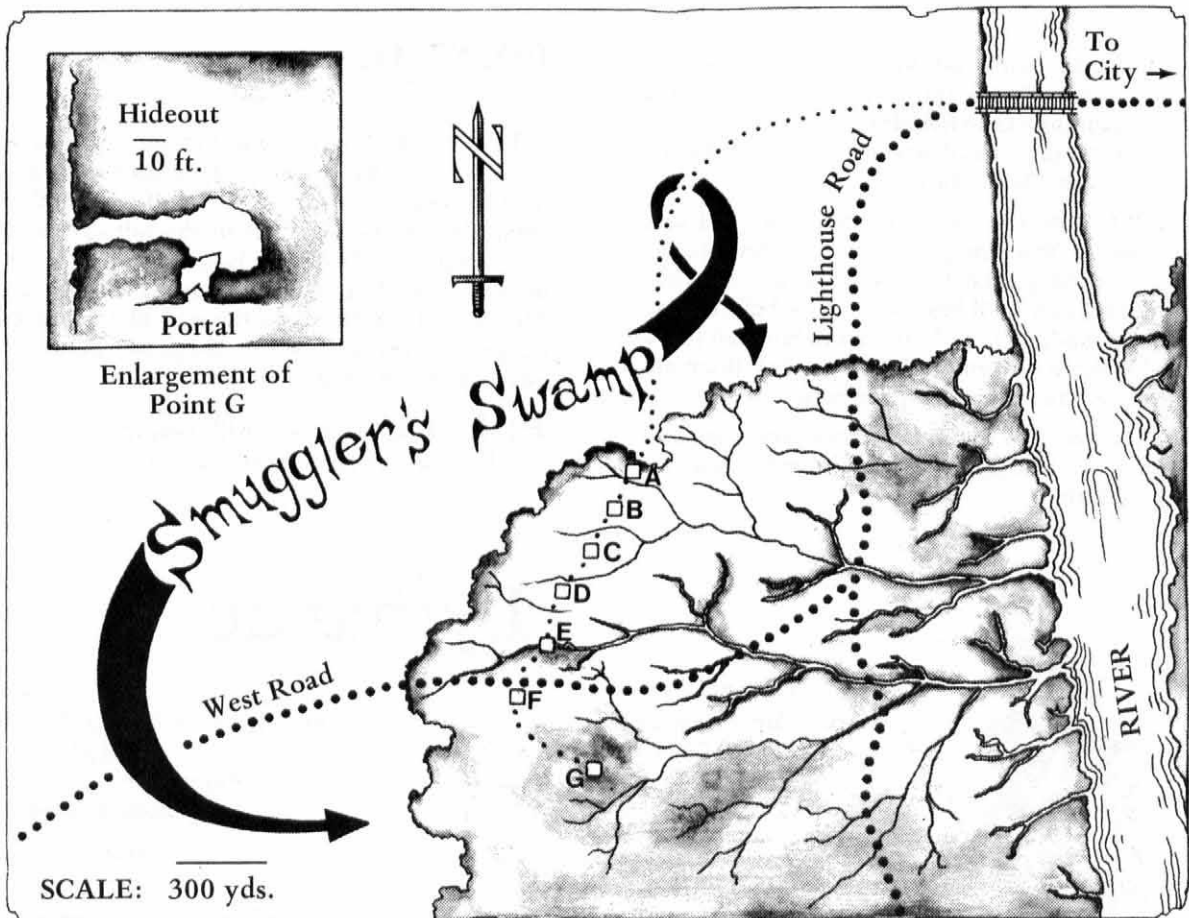 To
City →
Hideout
10 ft.
Portal
Enlargement of
Point G
N
Lighthouse Road
Smuggler's Swamp
A
B
C
D
E
F
G
West Road
RIVER
SCALE: 300 yds.